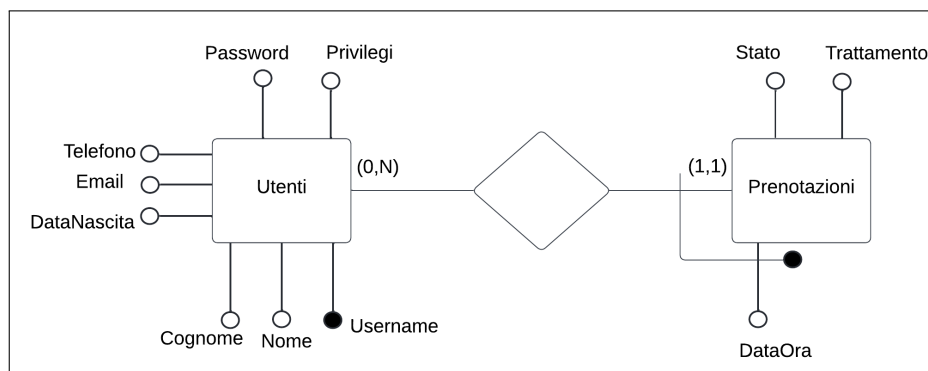 Password
Privilegi
Stato
Trattamento
Telefono
Email
DataNascita
(0,N)
(1,1)
Utenti
Prenotazioni
Cognome
Nome
Username
DataOra